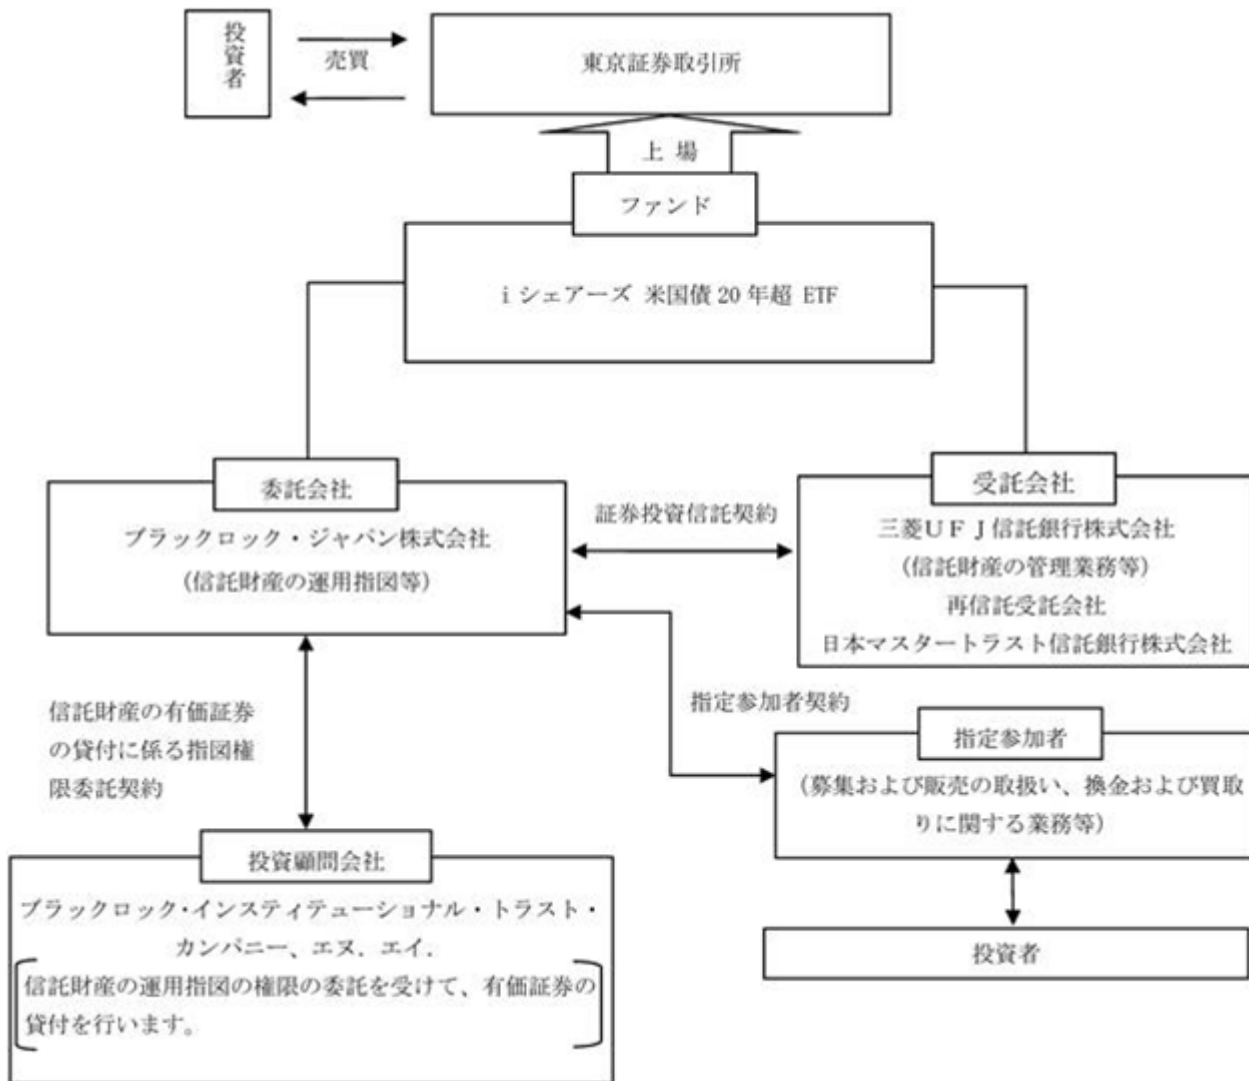 投資者
売買
東京証券取引所
上 場
ファンド
i シェアーズ 米国債 20 年超 ETF
委託会社
ブラックロック・ジャパン株式会社
(信託財産の運用指図等)
証券投資信託契約
受託会社
三菱ＵＦＪ信託銀行株式会社
(信託財産の管理業務等)
再信託受託会社
日本マスタートラスト信託銀行株式会社
信託財産の有価証券
の貸付に係る指図権
限委託契約
指定参加者契約
指定参加者
(募集および販売の取扱い、換金および買取
りに関する業務等)
投資顧問会社
ブラックロック・インスティテューショナル・トラスト・
カンパニー、エヌ．エイ．
信託財産の運用指図の権限の委託を受けて、有価証券の
貸付を行います。
投資者